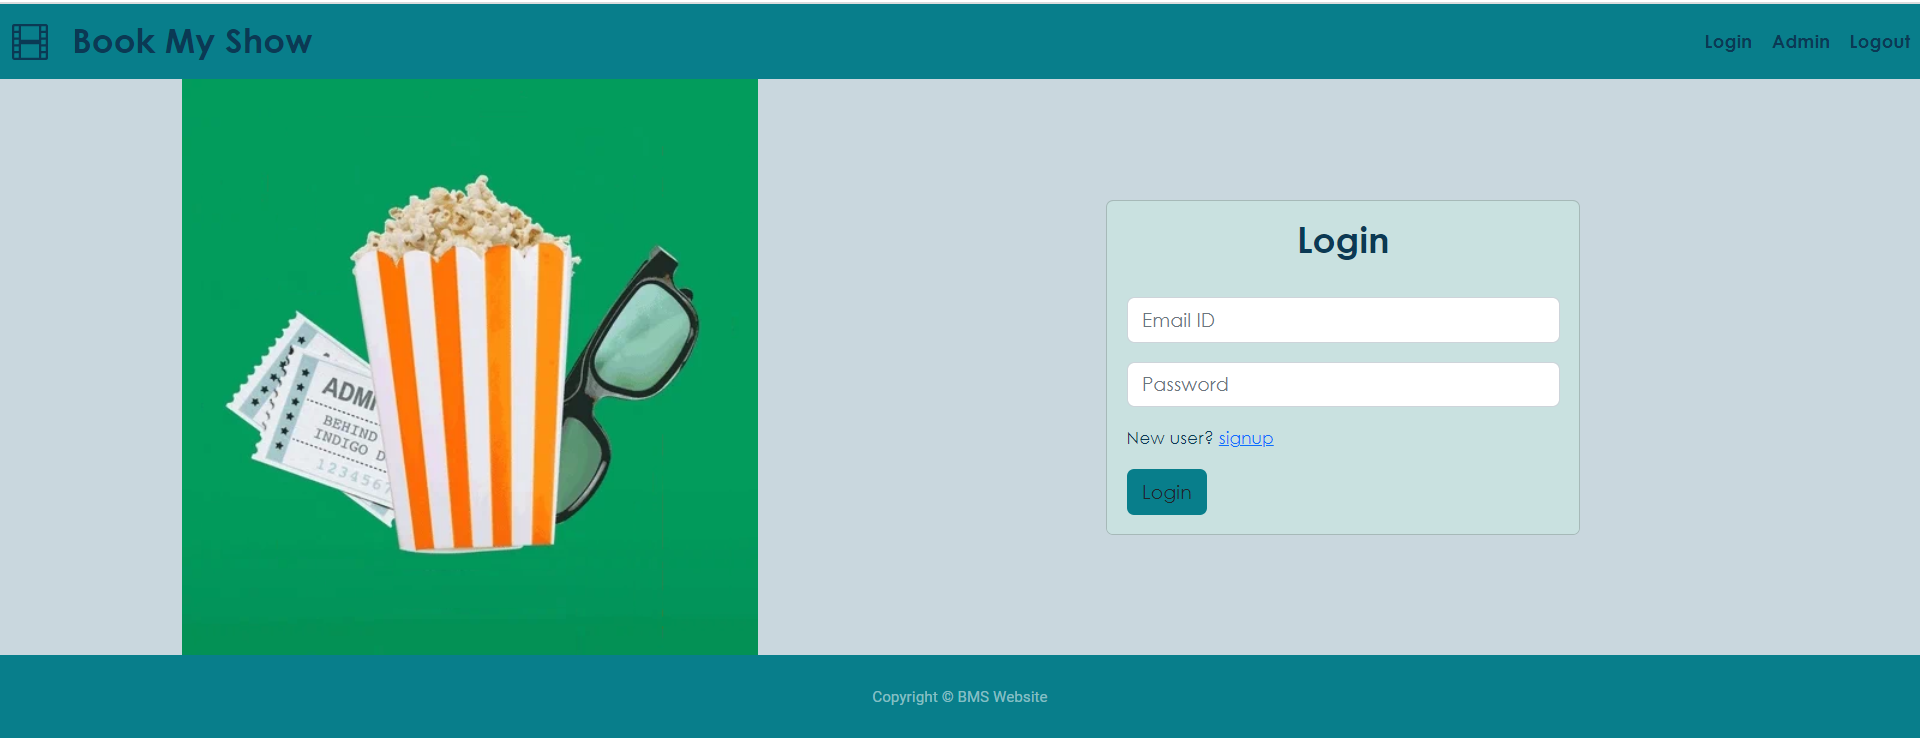 Book My Show
Login Admin Logout
BEHIND
INDIGO D
1234567
Login
Email ID
Password
New user? signup
Login
Copyright © BMS Website